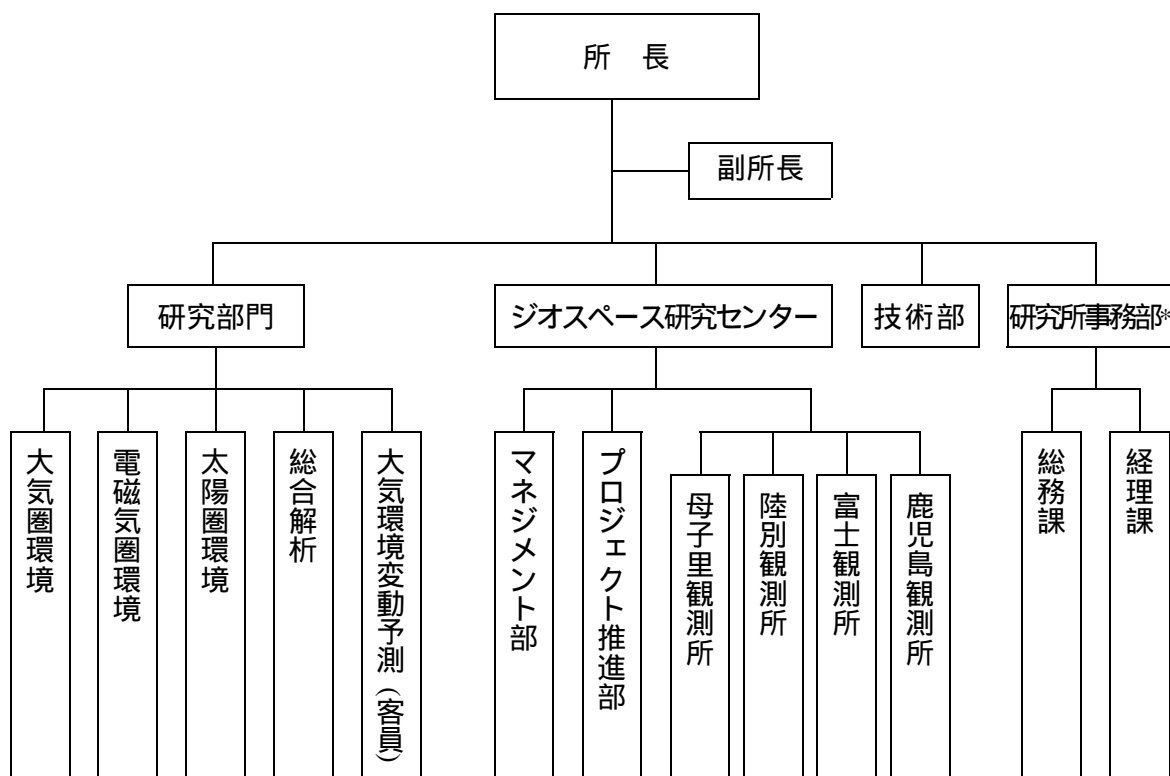 所　長
副所長
研究部門
ジオスペース研究センター
技術部
研究所事務部*
大気圏環境
電磁気圏環境
太陽圏環境
総合解析
大気環境変動予測（客員）
マネジメント部
プロジェクト推進部
母子里観測所
陸別観測所
富士観測所
鹿児島観測所
総務課
経理課